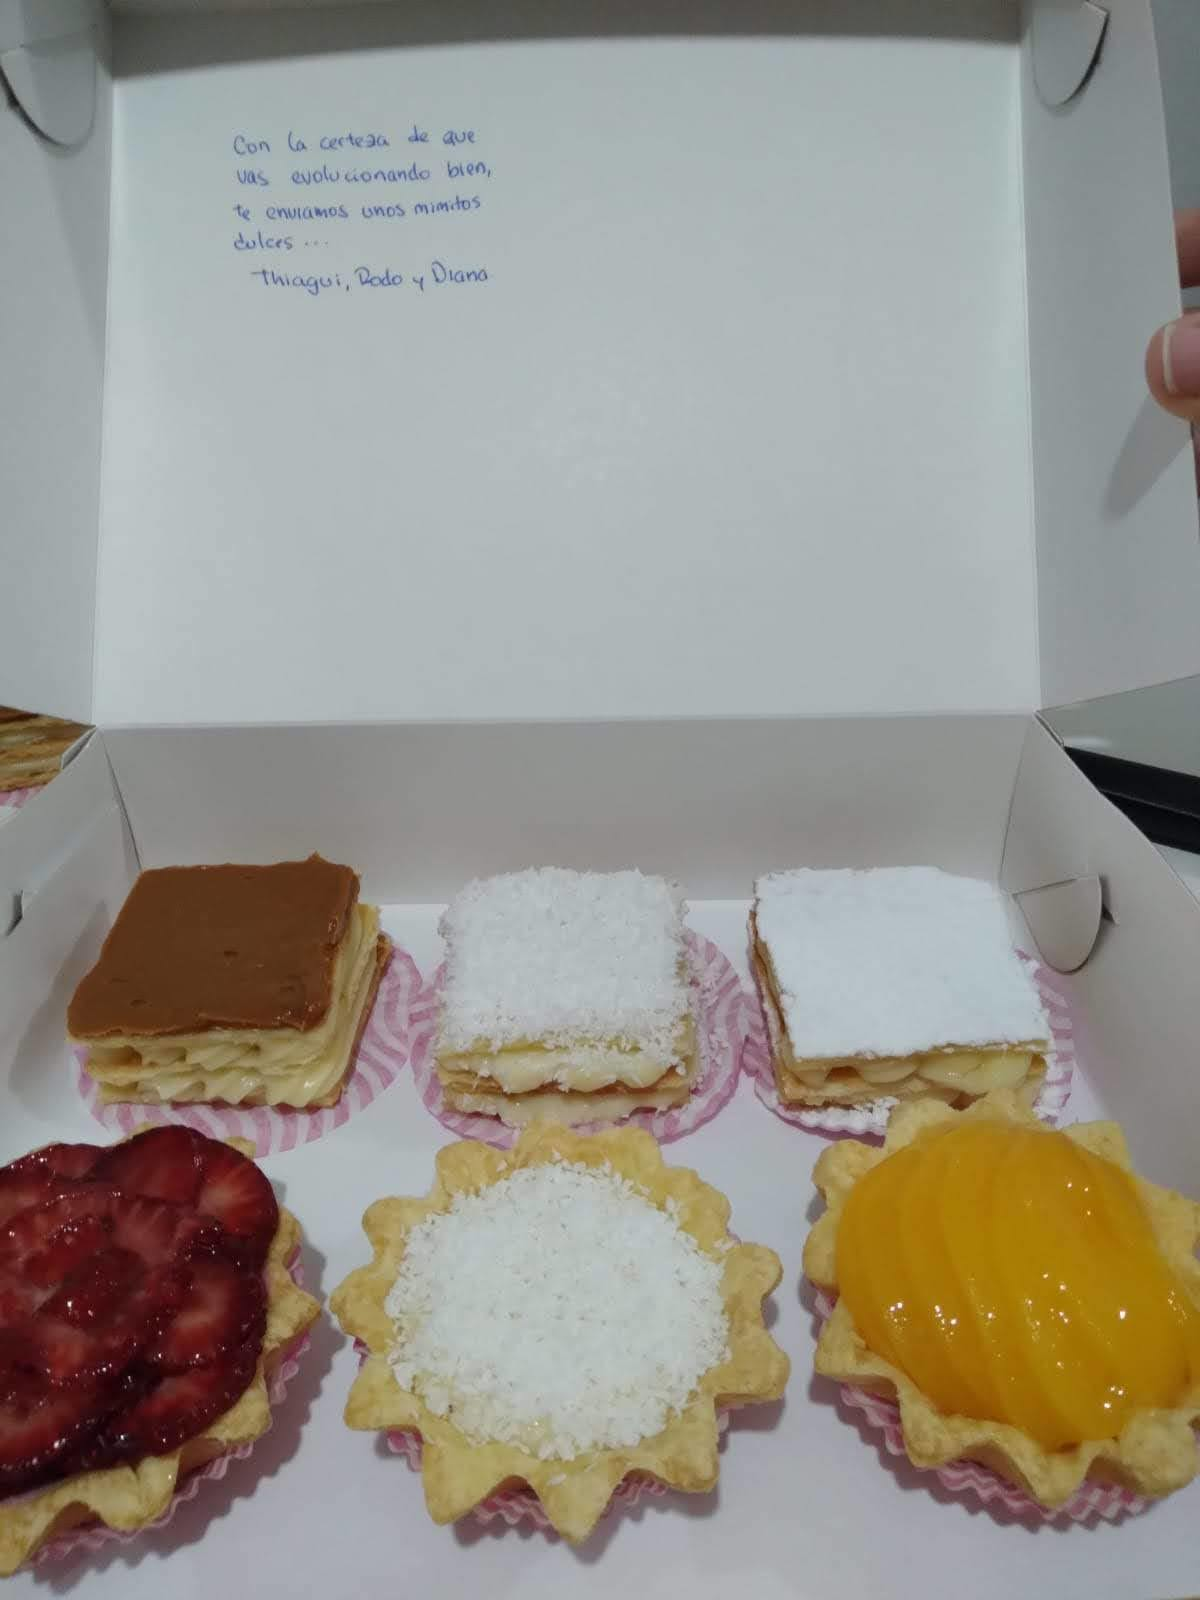 Con la certeza de que
vas evolucionando bien,
te enviamos unos mimitos
dulces ...
Thiagui, Rodo y Diana